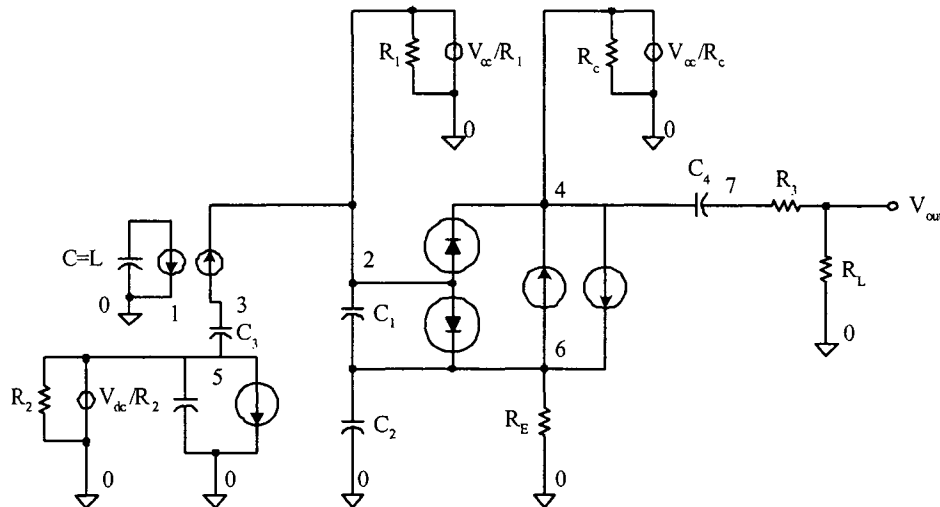 R1 Vcc/R1 Rc Vcc/Rc
0 0
C4 7 R3
4
Vout
C=L 2
RL
0 1 3 C1
C3 0
5 6
R2 Vdc/R2
C2 RE
0 0 0 0